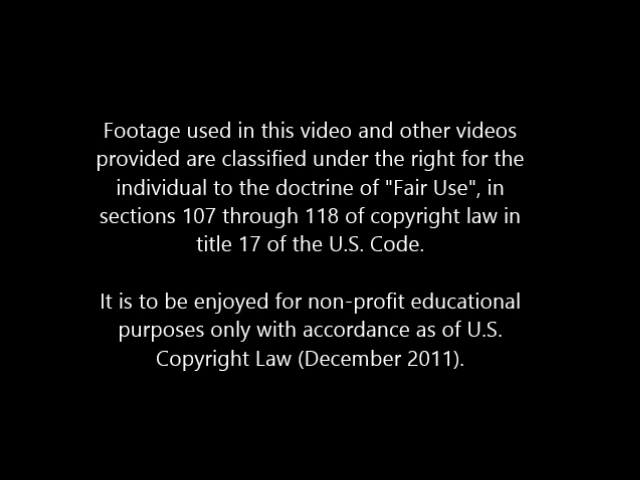 Footage used in this video and other videos
provided are classified under the right for the
individual to the doctrine of "Fair Use", in
sections 107 through 118 of copyright law in
title 17 of the U.S. Code.
It is to be enjoyed for non-profit educational
purposes only with accordance as of U.S.
Copyright Law (December 2011).